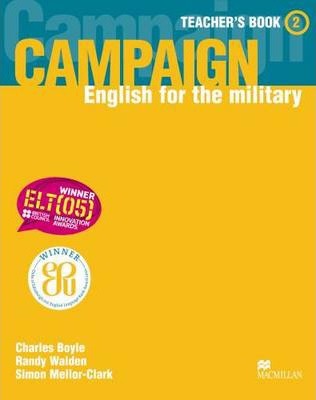 Campaign
TEACHER'S BOOK 2
CAMPAIGN
English for the military
WINNER
ELT(05)
BRITISH COUNCIL
INNOVATION AWARDS
WINNER
Charles Boyle
Randy Walden
Simon Mellor-Clark
MACMILLAN